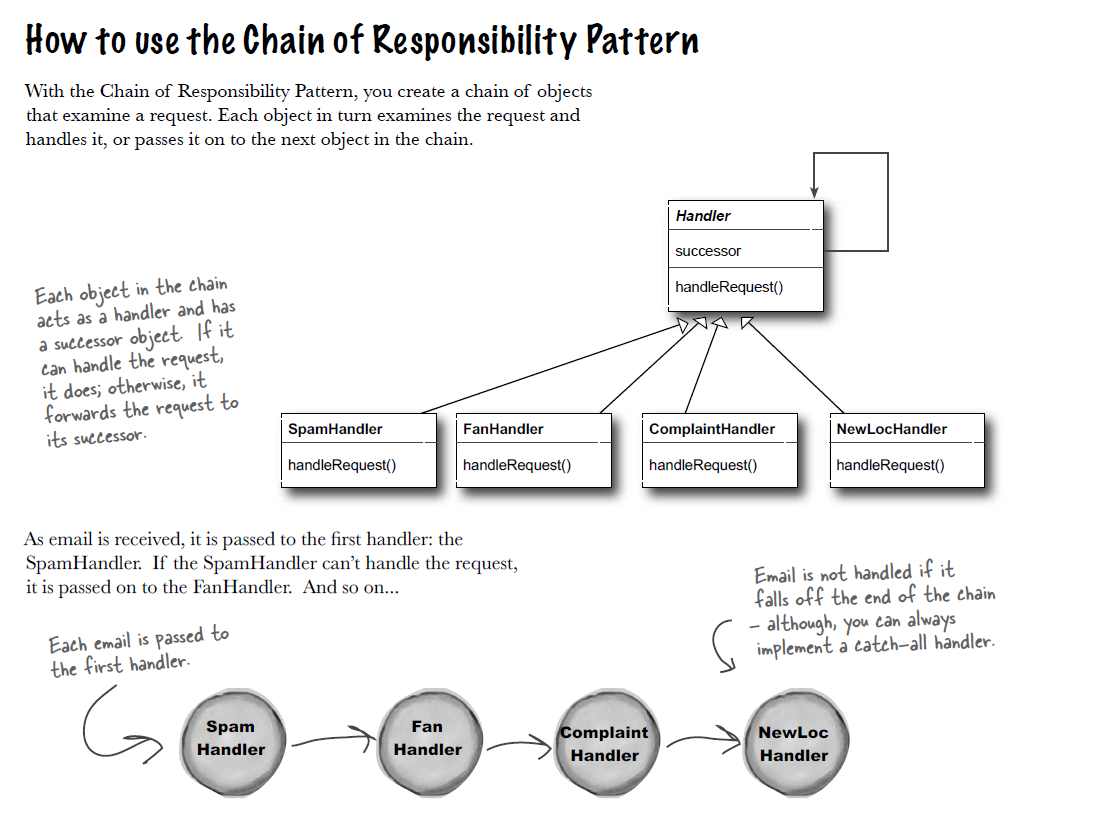 How to use the Chain of Responsibility Pattern
With the Chain of Responsibility Pattern, you create a chain of objects
that examine a request. Each object in turn examines the request and
handles it, or passes it on to the next object in the chain.
Handler
successor
handleRequest()
Each object in the chain
acts as a handler and has
a successor object. If it
can handle the request,
it does; otherwise, it
forwards the request to
its successor.
SpamHandler
handleRequest()
FanHandler
handleRequest()
ComplaintHandler
handleRequest()
NewLocHandler
handleRequest()
As email is received, it is passed to the first handler: the
SpamHandler. If the SpamHandler can't handle the request,
it is passed on to the FanHandler. And so on...
Email is not handled if it
falls off the end of the chain
– although, you can always
implement a catch-all handler.
Each email is passed to
the first handler.
Spam
Handler
Fan
Handler
Complaint
Handler
NewLoc
Handler